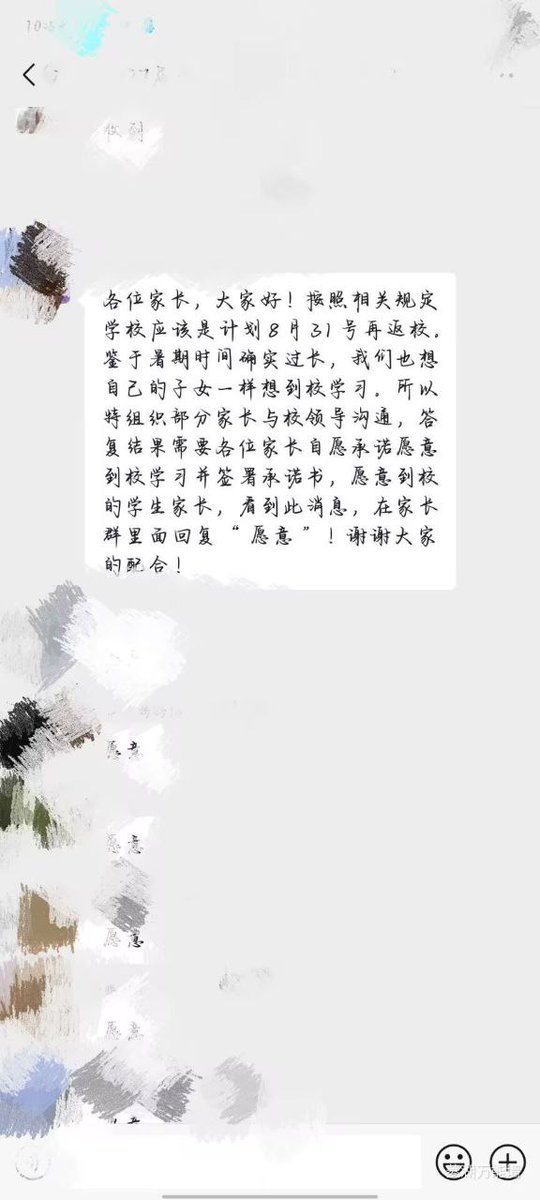 收到
各位家长，大家好！按照相关规定
学校应该是计划8月31号再返校。
鉴于暑期时间确实过长，我们也想
自己的子女一样想到校学习。所以
特组织部分家长与校领导沟通，答
复结果需要各位家长自愿承诺愿意
到校学习并签署承诺书，愿意到校
的学生家长，看到此消息，在家长
群里面回复“愿意”！谢谢大家
的配合！
愿意
愿意
愿意
愿意